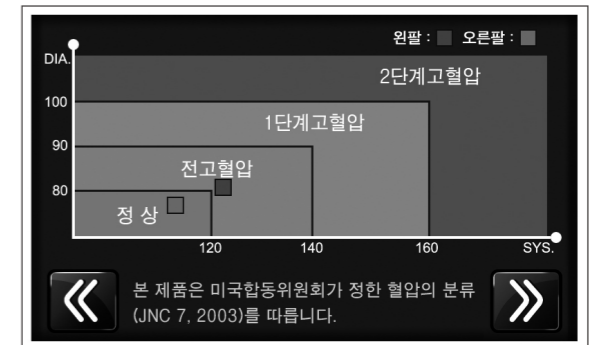 왼팔 : 오른팔 :
DIA.
2단계고혈압
100
1단계고혈압
90
전고혈압
80
정 상
120 140 160 SYS.
본 제품은 미국합동위원회가 정한 혈압의 분류
(JNC 7, 2003)를 따릅니다.